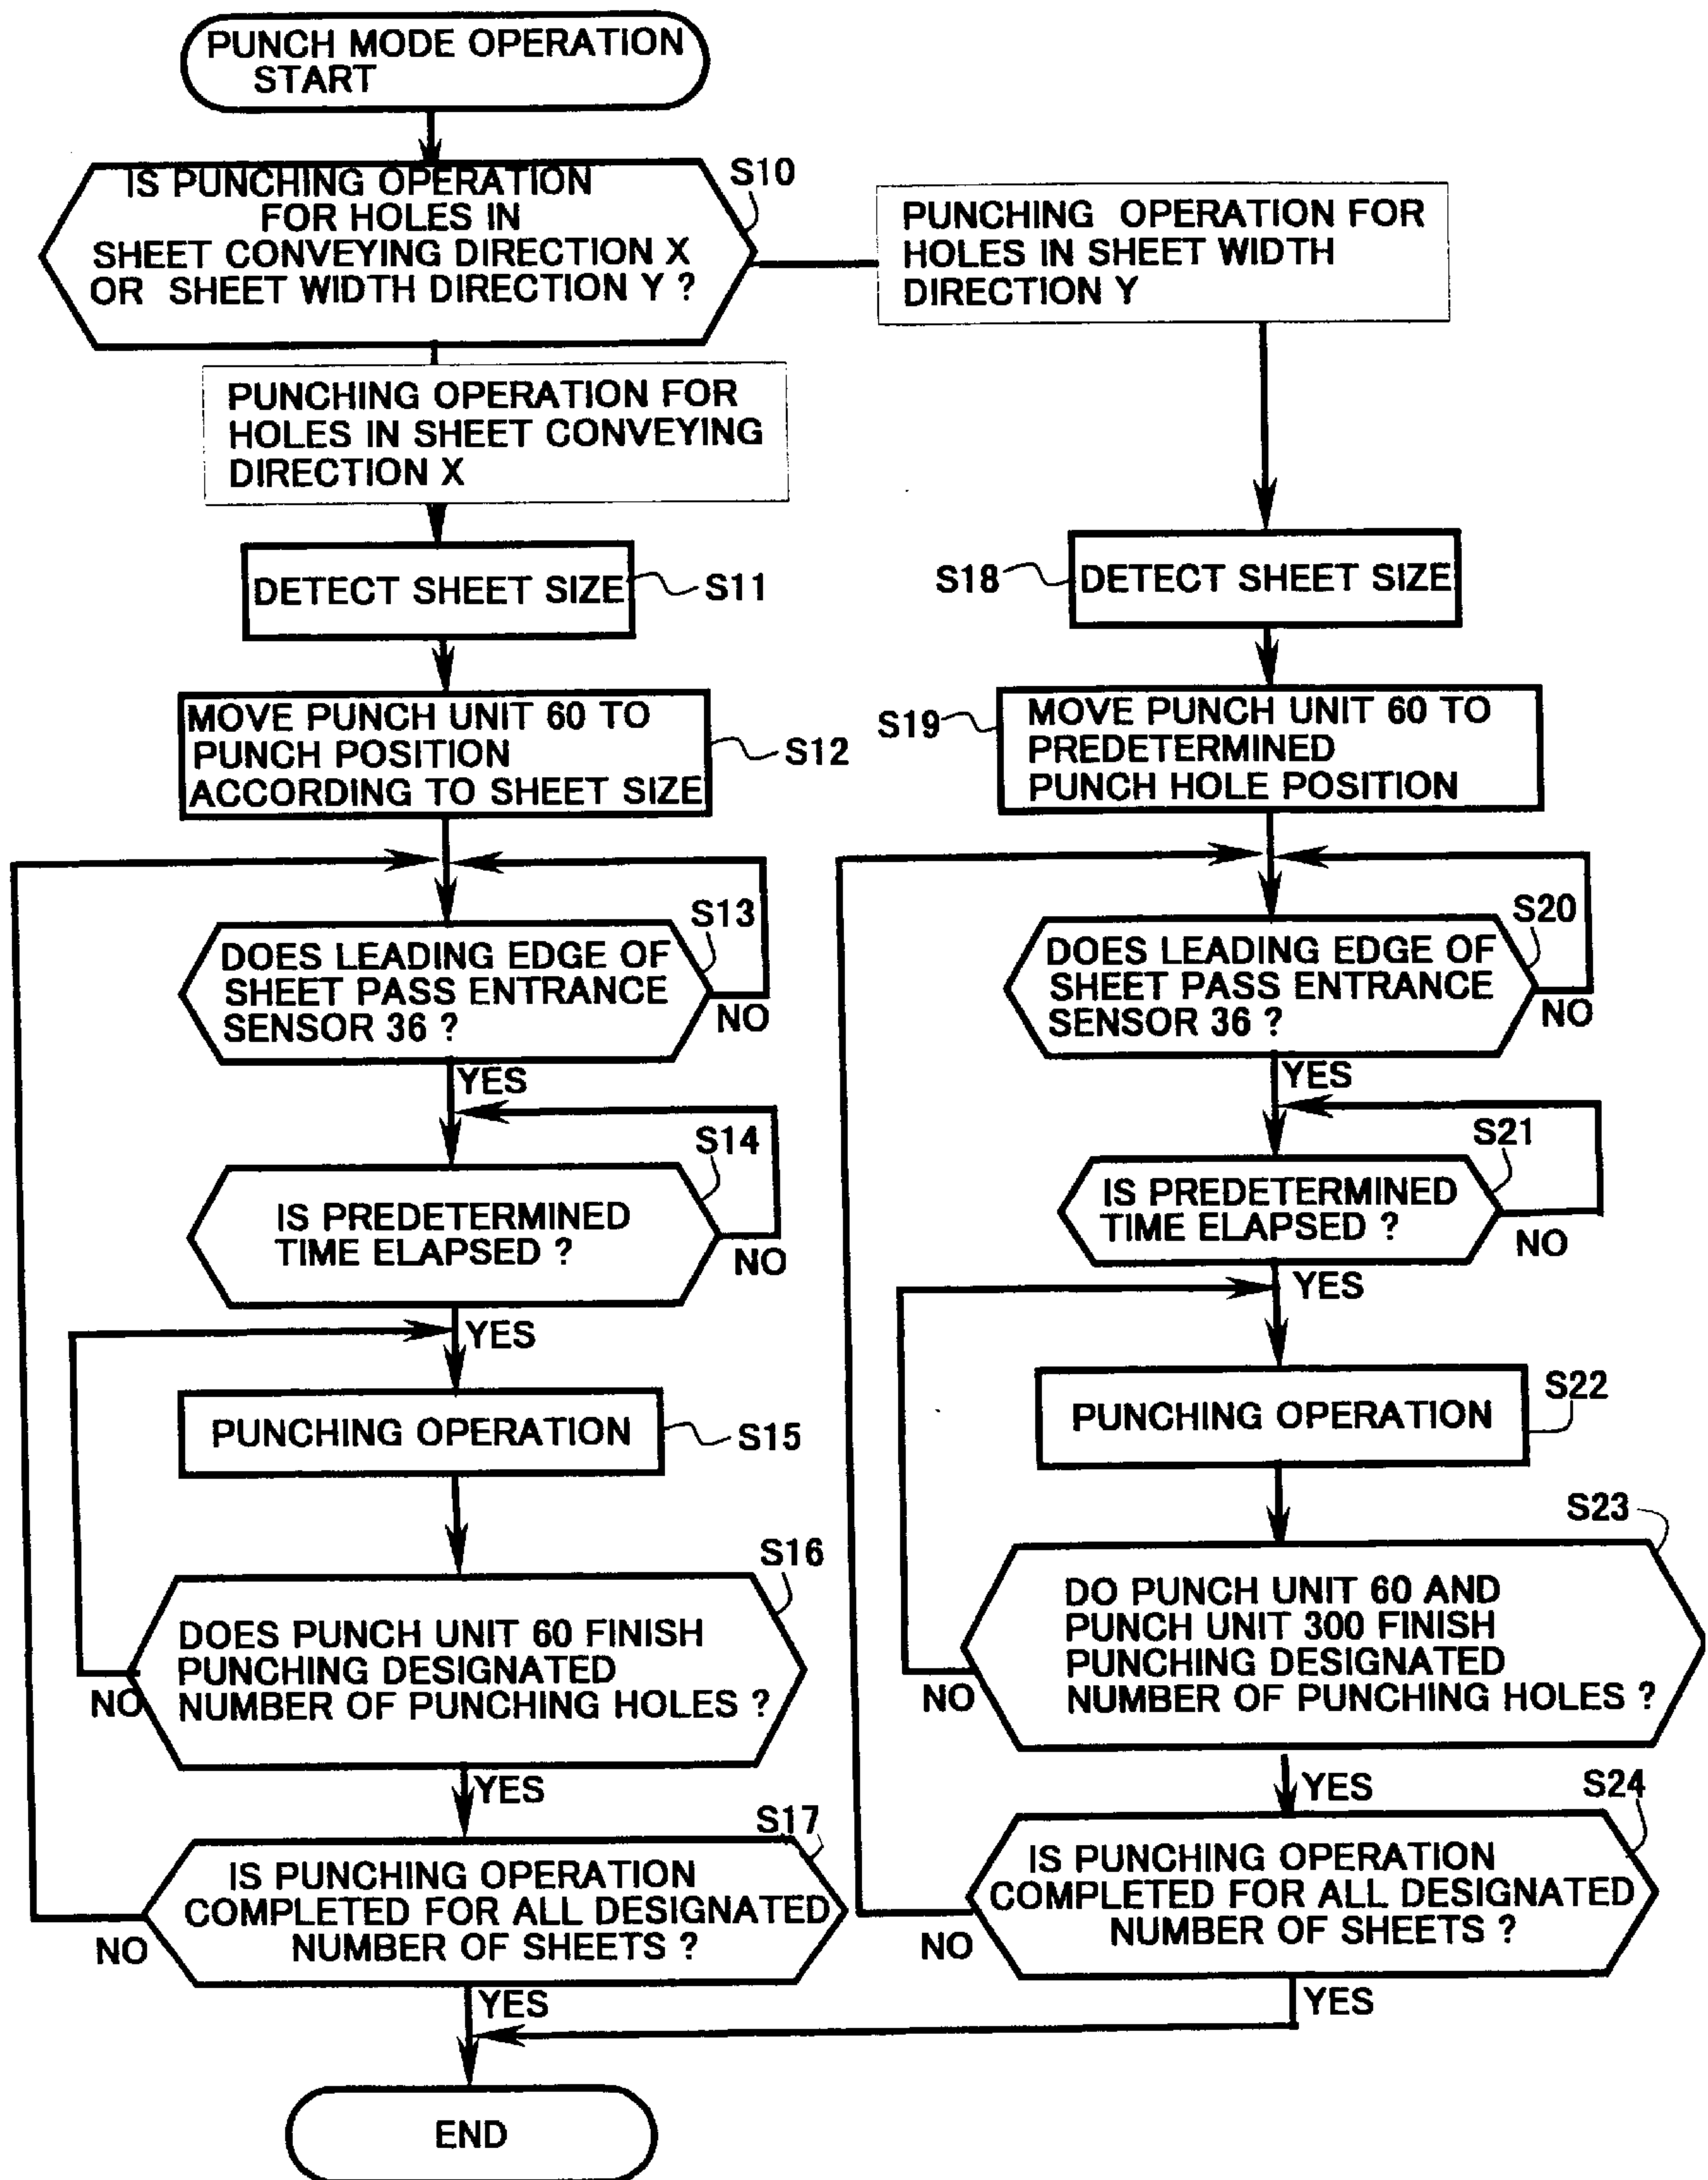 PUNCH MODE OPERATION
START
IS PUNCHING OPERATION
FOR HOLES IN
SHEET CONVEYING DIRECTION X
OR SHEET WIDTH DIRECTION Y ?
S10
PUNCHING OPERATION FOR
HOLES IN SHEET WIDTH
DIRECTION Y
PUNCHING OPERATION FOR
HOLES IN SHEET CONVEYING
DIRECTION X
DETECT SHEET SIZE
S11
MOVE PUNCH UNIT 60 TO
PUNCH POSITION
ACCORDING TO SHEET SIZE
S12
S13
DOES LEADING EDGE OF
SHEET PASS ENTRANCE
SENSOR 36 ?
NO
YES
S14
IS PREDETERMINED
TIME ELAPSED ?
NO
YES
PUNCHING OPERATION
S15
S16
DOES PUNCH UNIT 60 FINISH
PUNCHING DESIGNATED
NUMBER OF PUNCHING HOLES ?
NO
YES
S17
IS PUNCHING OPERATION
COMPLETED FOR ALL DESIGNATED
NUMBER OF SHEETS ?
NO
YES
S18
DETECT SHEET SIZE
S19
MOVE PUNCH UNIT 60 TO
PREDETERMINED
PUNCH HOLE POSITION
S20
DOES LEADING EDGE OF
SHEET PASS ENTRANCE
SENSOR 36 ?
NO
YES
S21
IS PREDETERMINED
TIME ELAPSED ?
NO
YES
PUNCHING OPERATION
S22
S23
DO PUNCH UNIT 60 AND
PUNCH UNIT 300 FINISH
PUNCHING DESIGNATED
NUMBER OF PUNCHING HOLES ?
NO
YES
S24
IS PUNCHING OPERATION
COMPLETED FOR ALL DESIGNATED
NUMBER OF SHEETS ?
NO
YES
END